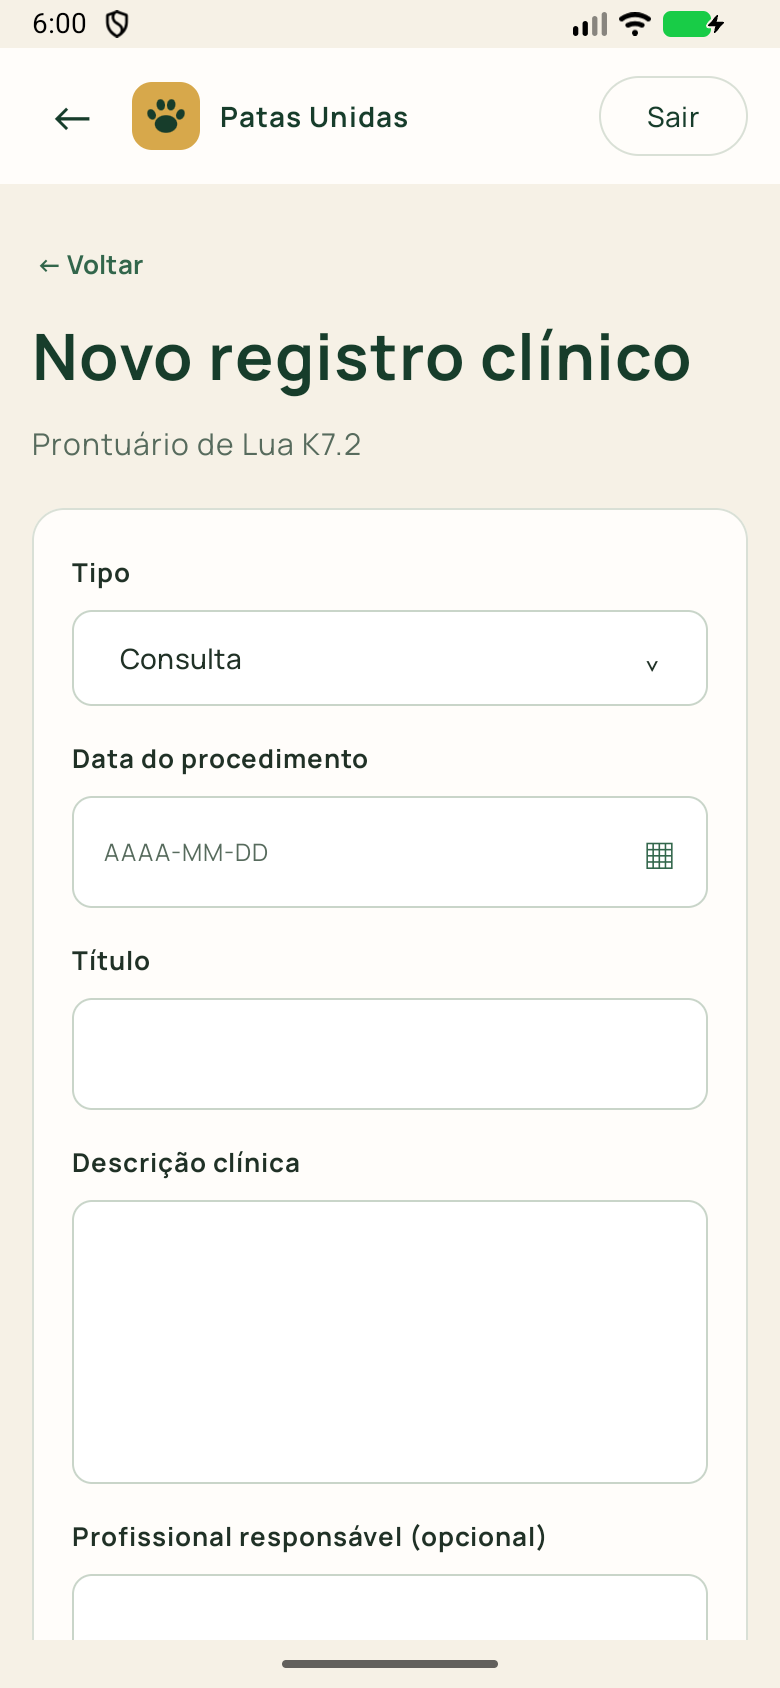 6:00
Patas Unidas
Sair
← Voltar
Novo registro clínico
Prontuário de Lua K7.2
Tipo
Consulta
Data do procedimento
AAAA-MM-DD
Título
Descrição clínica
Profissional responsável (opcional)